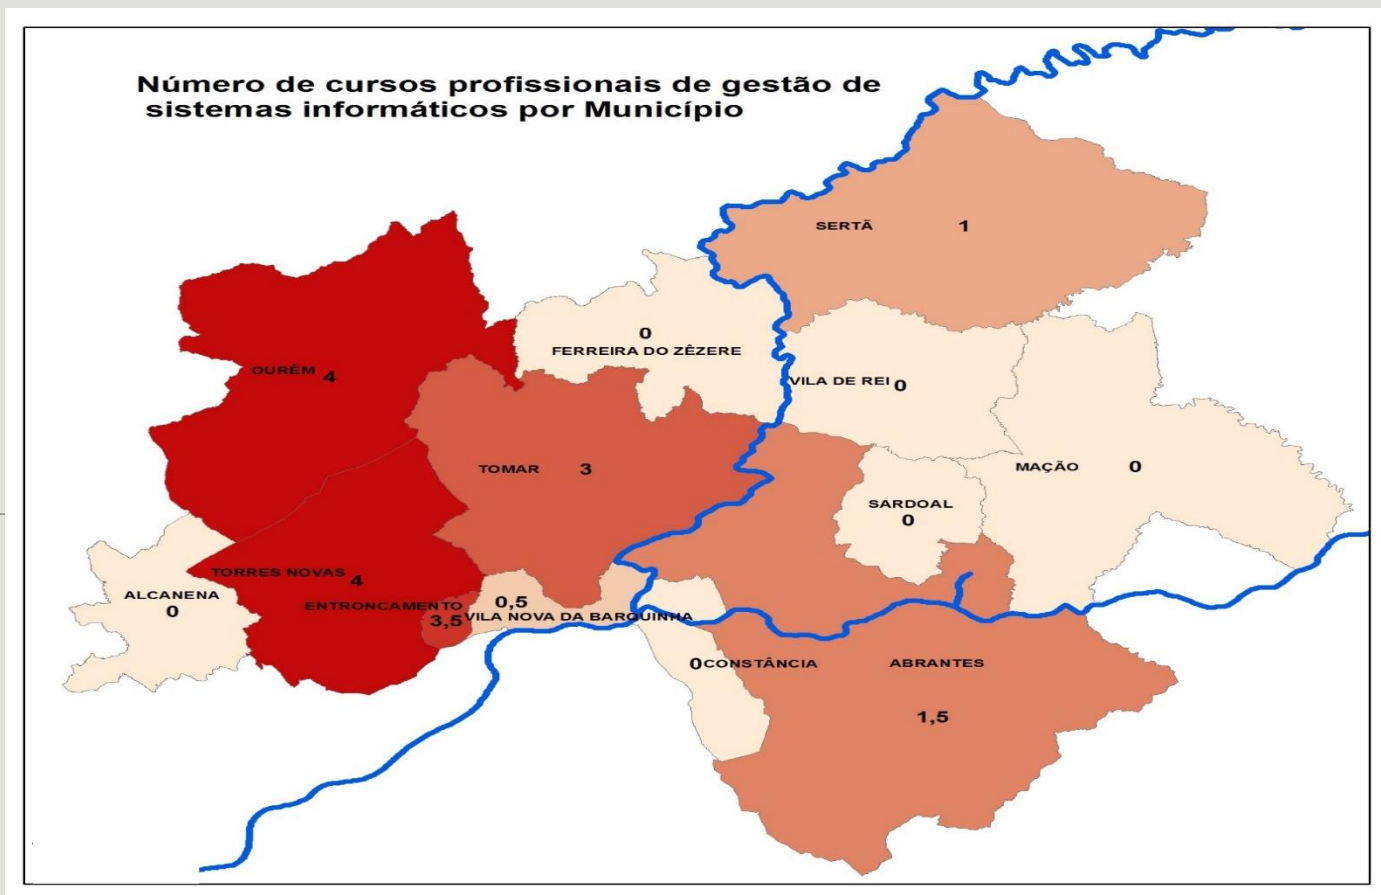 Número de cursos profissionais de gestão de
sistemas informáticos por Município
SERTÃ 1
0
FERREIRA DO ZÊZERE
OURÉM 4
VILA DE REI 0
TOMAR 3
MAÇÃO 0
SARDOAL
0
TORRES NOVAS 4
ALCANENA
0
ENTRONCAMENTO
3,5
0,5
VILA NOVA DA BARQUINHA
0 CONSTÂNCIA
ABRANTES
1,5